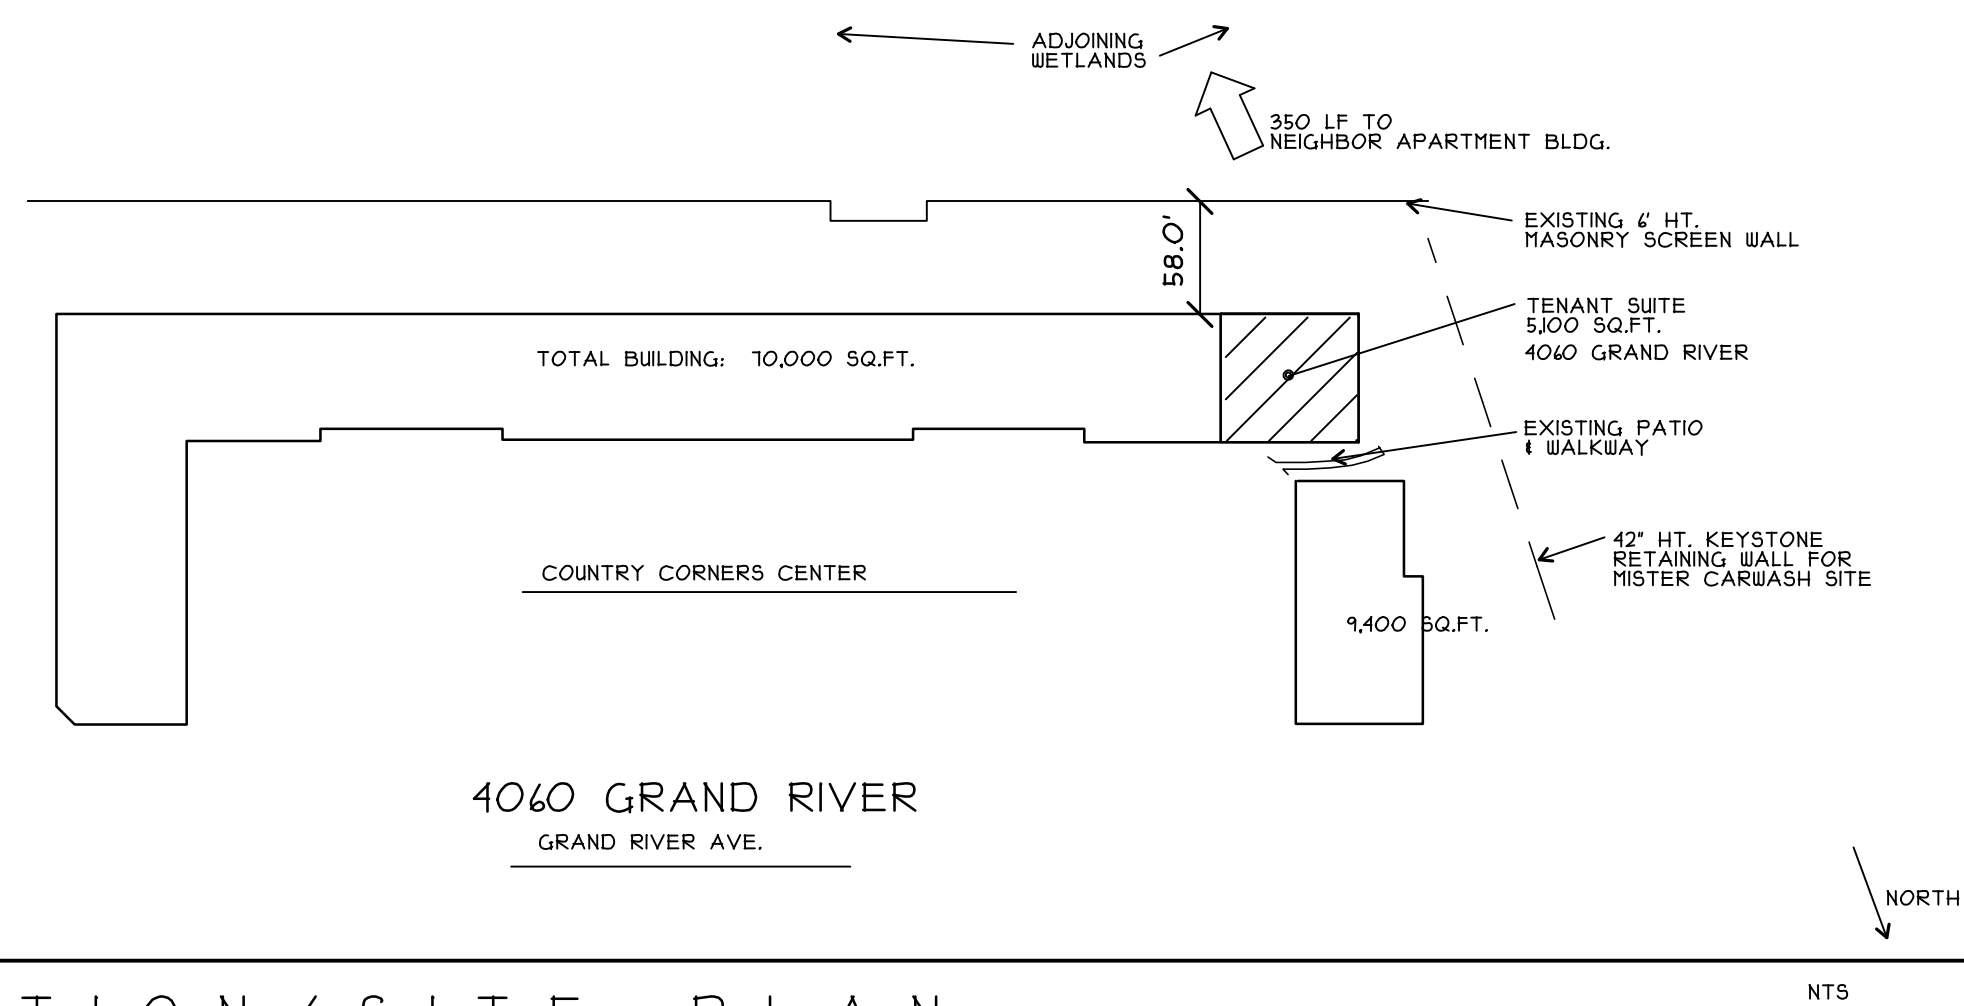 ADJOINING
WETLANDS
350 LF TO
NEIGHBOR APARTMENT BLDG.
58.0'
EXISTING 6' HT.
MASONRY SCREEN WALL
TENANT SUITE
5,100 SQ.FT.
4060 GRAND RIVER
TOTAL BUILDING: 70,000 SQ.FT.
EXISTING PATIO
& WALKWAY
42" HT. KEYSTONE
RETAINING WALL FOR
MISTER CARWASH SITE
COUNTRY CORNERS CENTER
9,400 SQ.FT.
4060 GRAND RIVER
GRAND RIVER AVE.
NORTH
NTS
TION/SITE PLAN